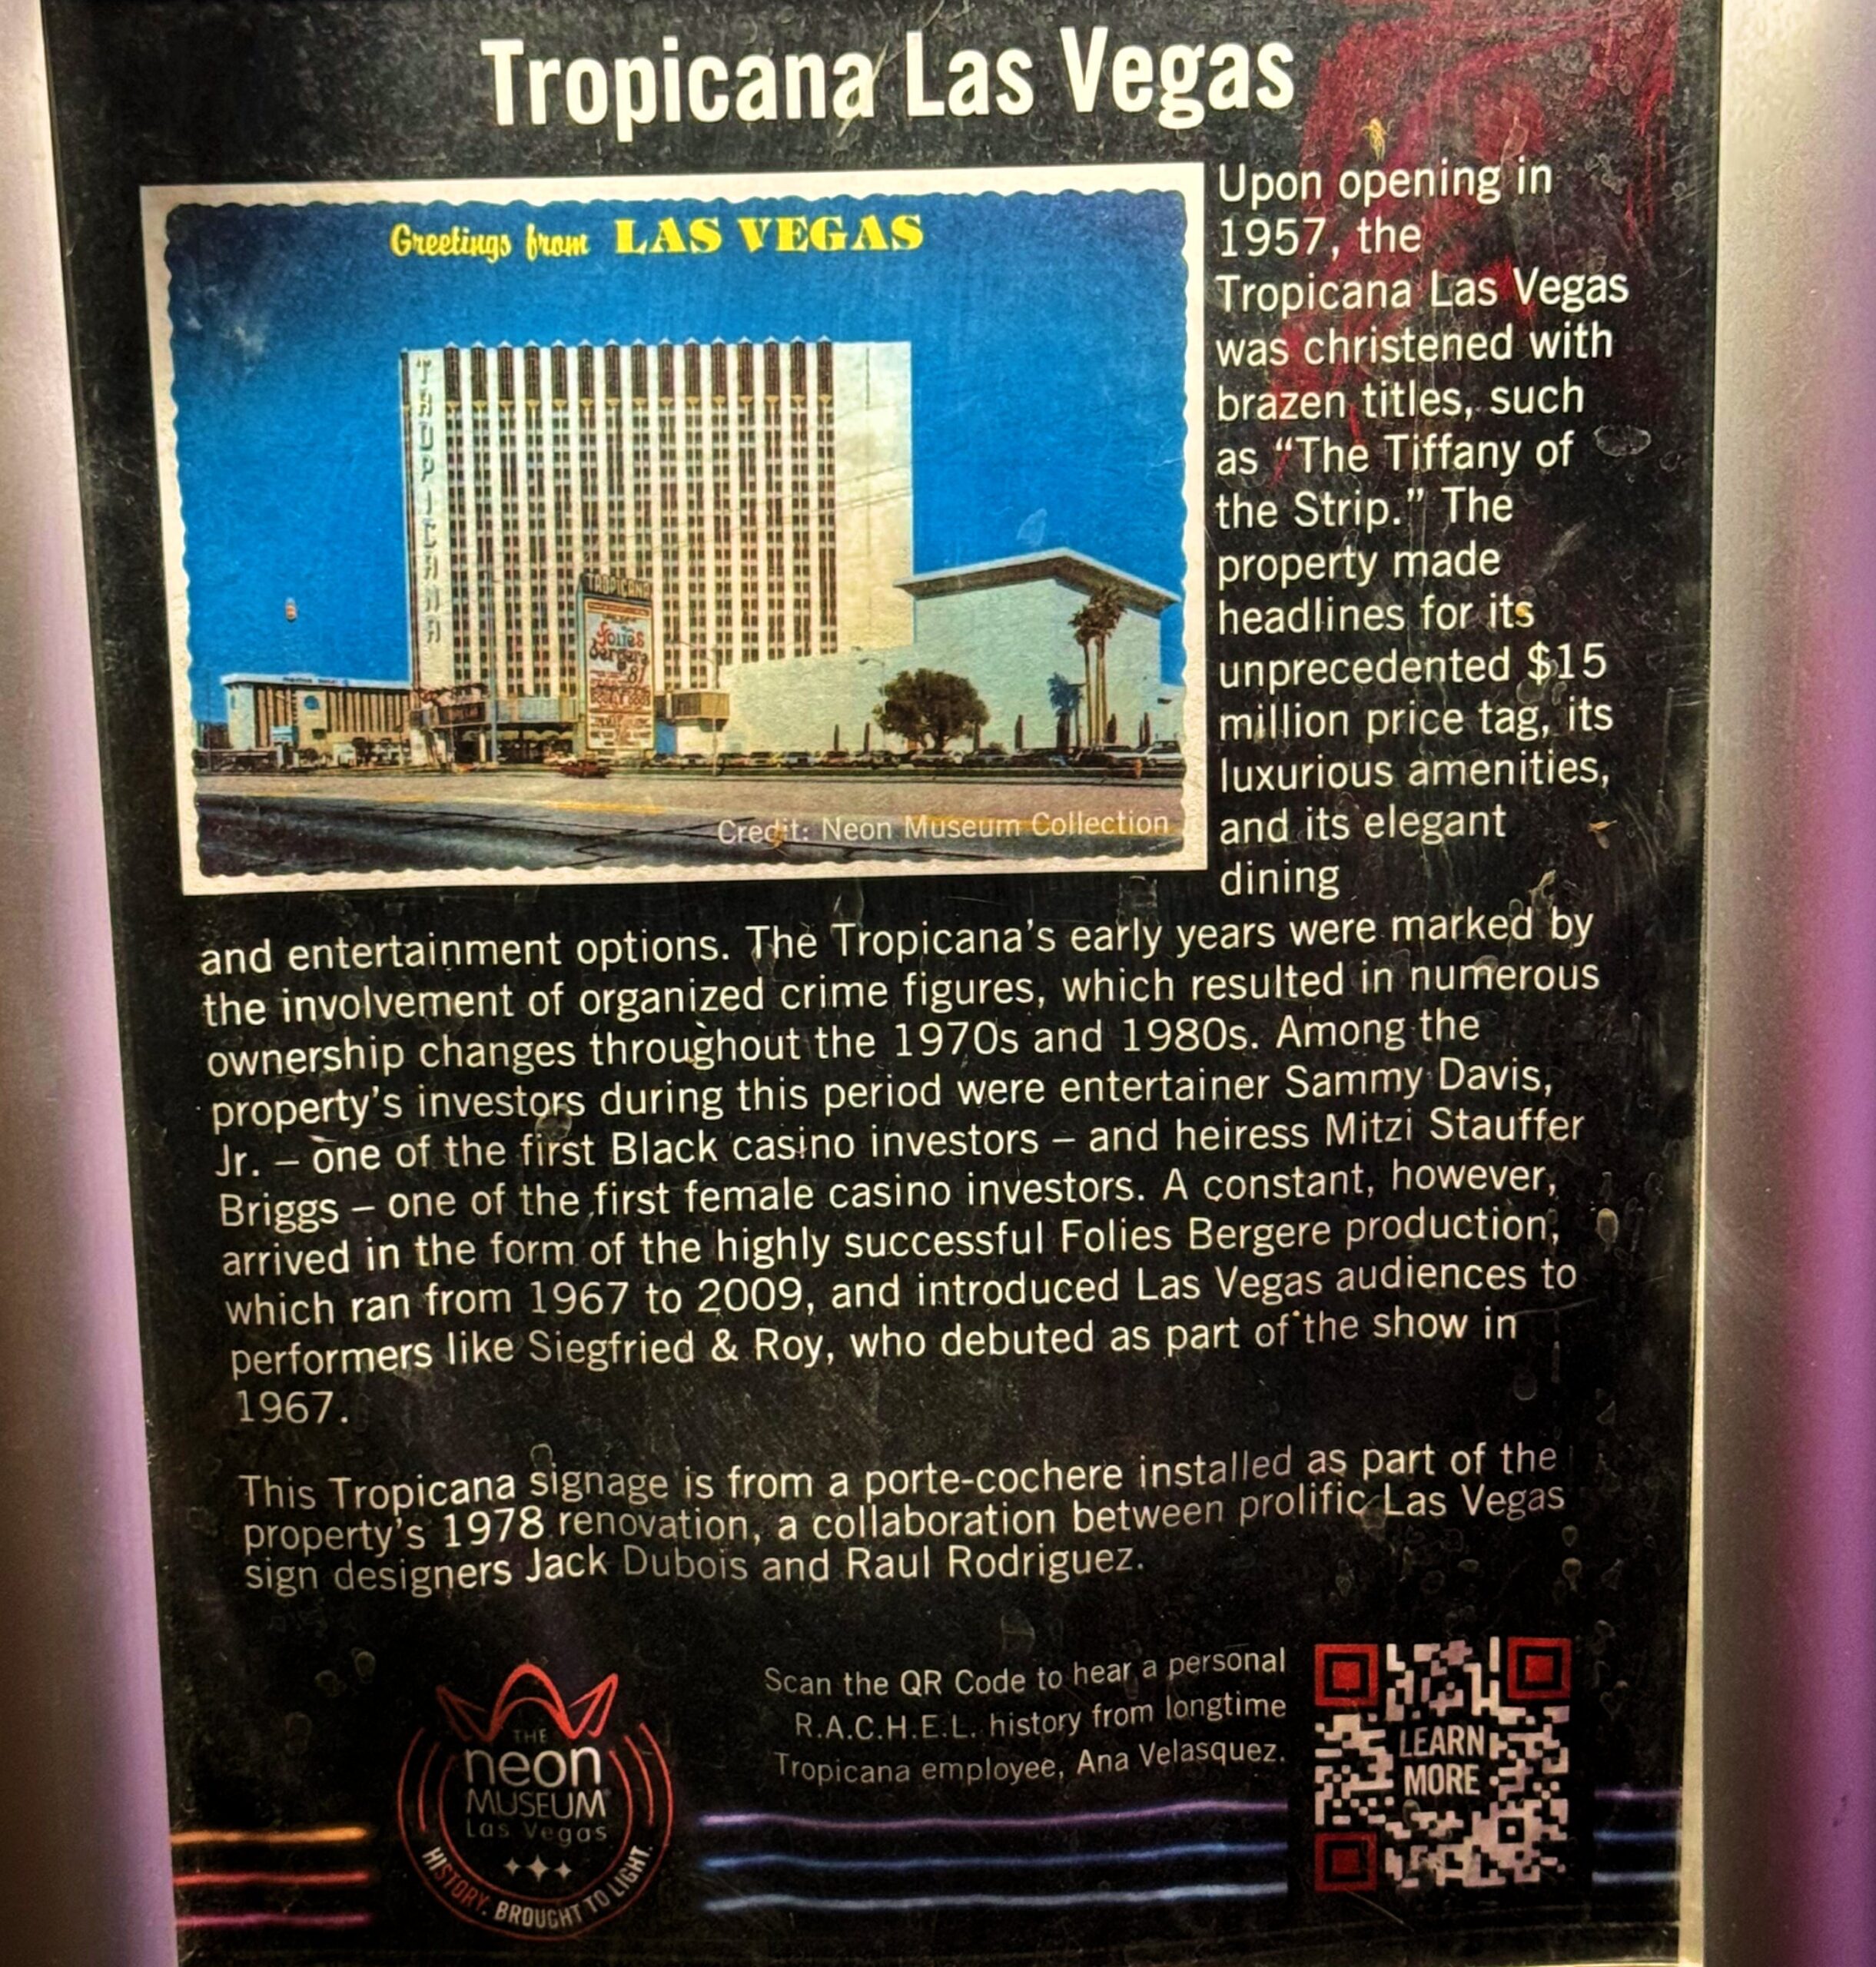 Tropicana Las Vegas
Greetings from LAS VEGAS
TROPICANA
TROPICANA
Folies
Bergere
81
Credit: Neon Museum Collection
Upon opening in
1957, the
Tropicana Las Vegas
was christened with
brazen titles, such
as “The Tiffany of
the Strip.” The
property made
headlines for its
unprecedented $15
million price tag, its
luxurious amenities,
and its elegant
dining
and entertainment options. The Tropicana’s early years were marked by
the involvement of organized crime figures, which resulted in numerous
ownership changes throughout the 1970s and 1980s. Among the
property’s investors during this period were entertainer Sammy Davis,
Jr. – one of the first Black casino investors – and heiress Mitzi Stauffer
Briggs – one of the first female casino investors. A constant, however,
arrived in the form of the highly successful Folies Bergere production,
which ran from 1967 to 2009, and introduced Las Vegas audiences to
performers like Siegfried & Roy, who debuted as part of the show in
1967.
This Tropicana signage is from a porte-cochere installed as part of the
property’s 1978 renovation, a collaboration between prolific Las Vegas
sign designers Jack Dubois and Raul Rodriguez.
THE
neon
MUSEUM
Las Vegas
HISTORY. BROUGHT TO LIGHT.
Scan the QR Code to hear a personal
R.A.C.H.E.L. history from longtime
Tropicana employee, Ana Velasquez.
LEARN
MORE